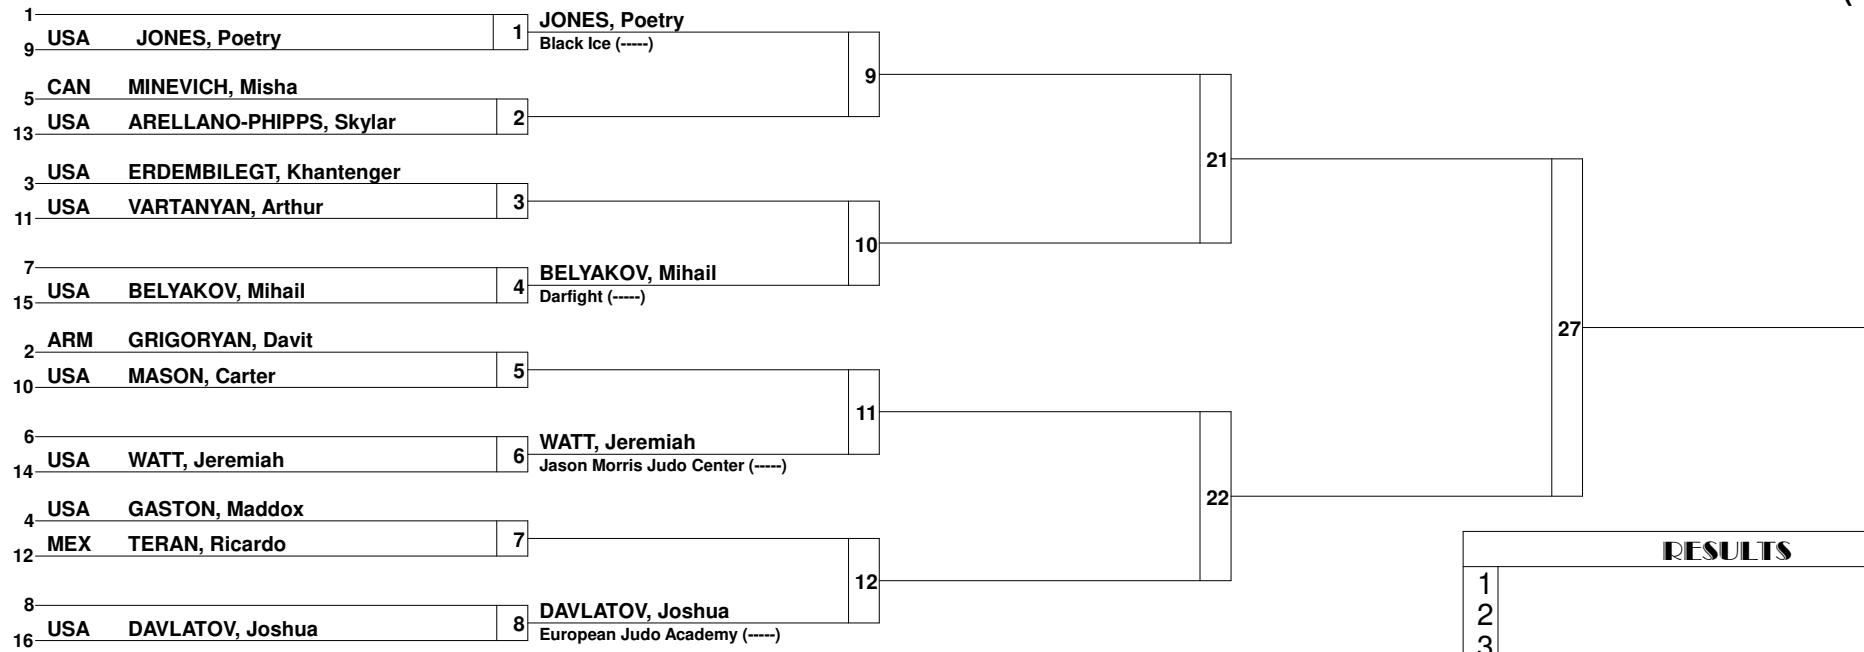 (
1
USA JONES, Poetry
9
1
JONES, Poetry
Black Ice (-----)
CAN MINEVICH, Misha
5
USA ARELLANO-PHIPPS, Skylar
13
2
9
USA ERDEMBILEGT, Khantenger
3
USA VARTANYAN, Arthur
11
3
7
USA BELYAKOV, Mihail
15
4
BELYAKOV, Mihail
Darfight (-----)
10
21
ARM GRIGORYAN, Davit
2
USA MASON, Carter
10
5
6
USA WATT, Jeremiah
14
6
WATT, Jeremiah
Jason Morris Judo Center (-----)
11
USA GASTON, Maddox
4
MEX TERAN, Ricardo
12
7
8
USA DAVLATOV, Joshua
16
8
DAVLATOV, Joshua
European Judo Academy (-----)
12
22
27
RESULTS
1
2
3